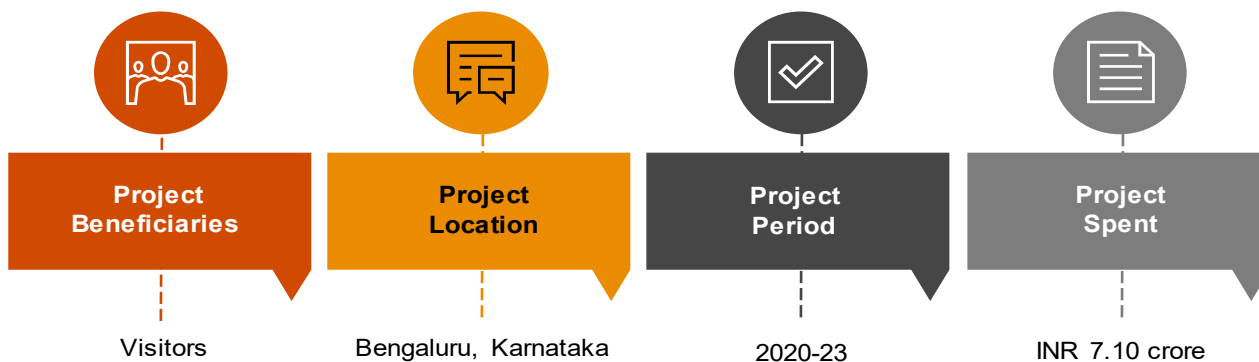 Project
Beneficiaries
Visitors
Project
Location
Bengaluru, Karnataka
Project
Period
2020-23
Project
Spent
INR 7.10 crore